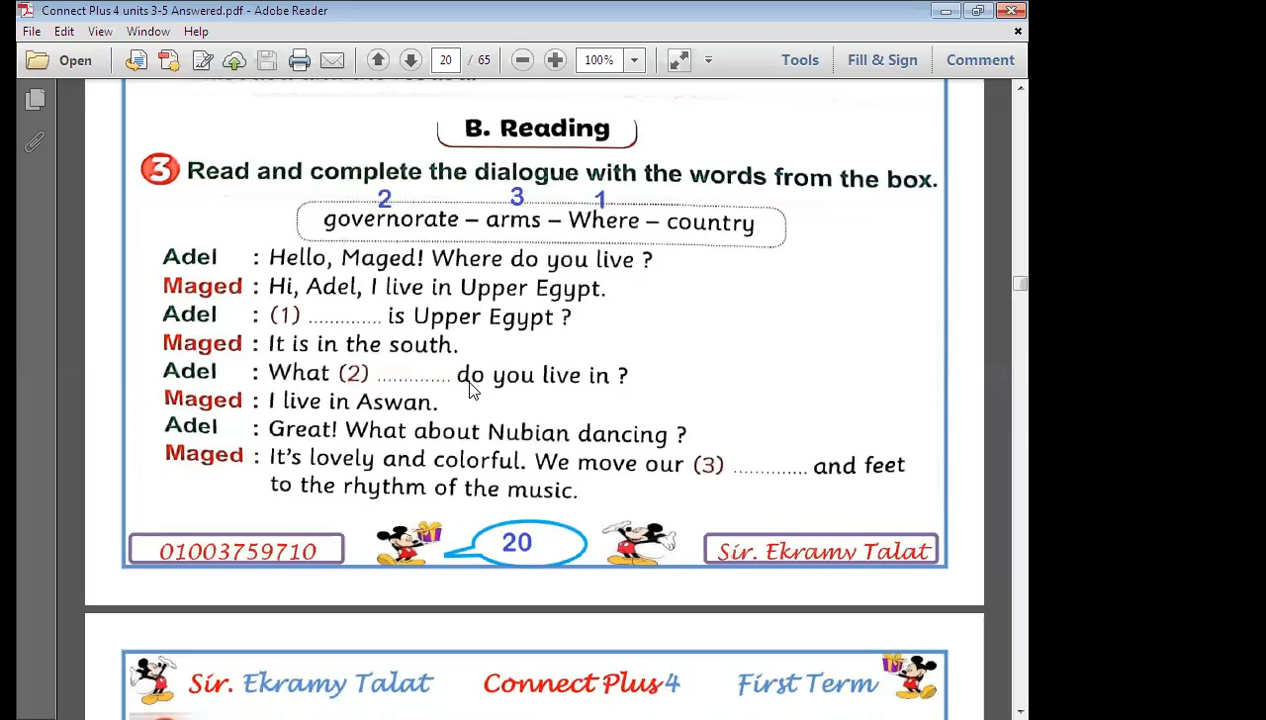 Connect Plus 4 units 3-5 Answered.pdf - Adobe Reader
File Edit View Window Help
Open 20 / 65 100% Tools Fill & Sign Comment
B. Reading
3 Read and complete the dialogue with the words from the box.
2 3 1
governorate – arms – Where – country
Adel : Hello, Maged! Where do you live ?
Maged : Hi, Adel, I live in Upper Egypt.
Adel : (1) ............. is Upper Egypt ?
Maged : It is in the south.
Adel : What (2) ............. do you live in ?
Maged : I live in Aswan.
Adel : Great! What about Nubian dancing ?
Maged : It's lovely and colorful. We move our (3) ............. and feet
to the rhythm of the music.
01003759710 20 Sir. Ekramy Talat
Sir. Ekramy Talat Connect Plus 4 First Term